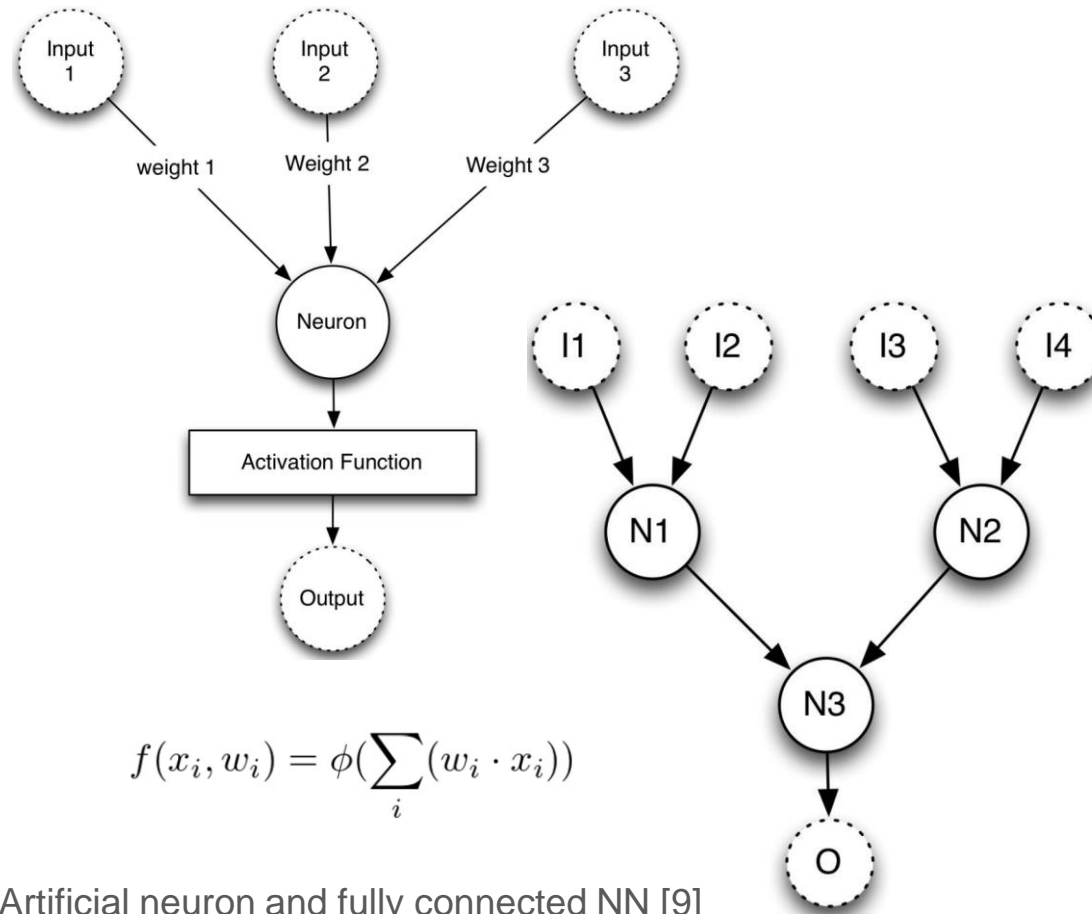 Input
1
Input
2
Input
3
weight 1
Weight 2
Weight 3
Neuron
Activation Function
Output
I1
I2
I3
I4
N1
N2
N3
O
f(x_i, w_i) = ϕ(∑_i (w_i · x_i))
Artificial neuron and fully connected NN [9]